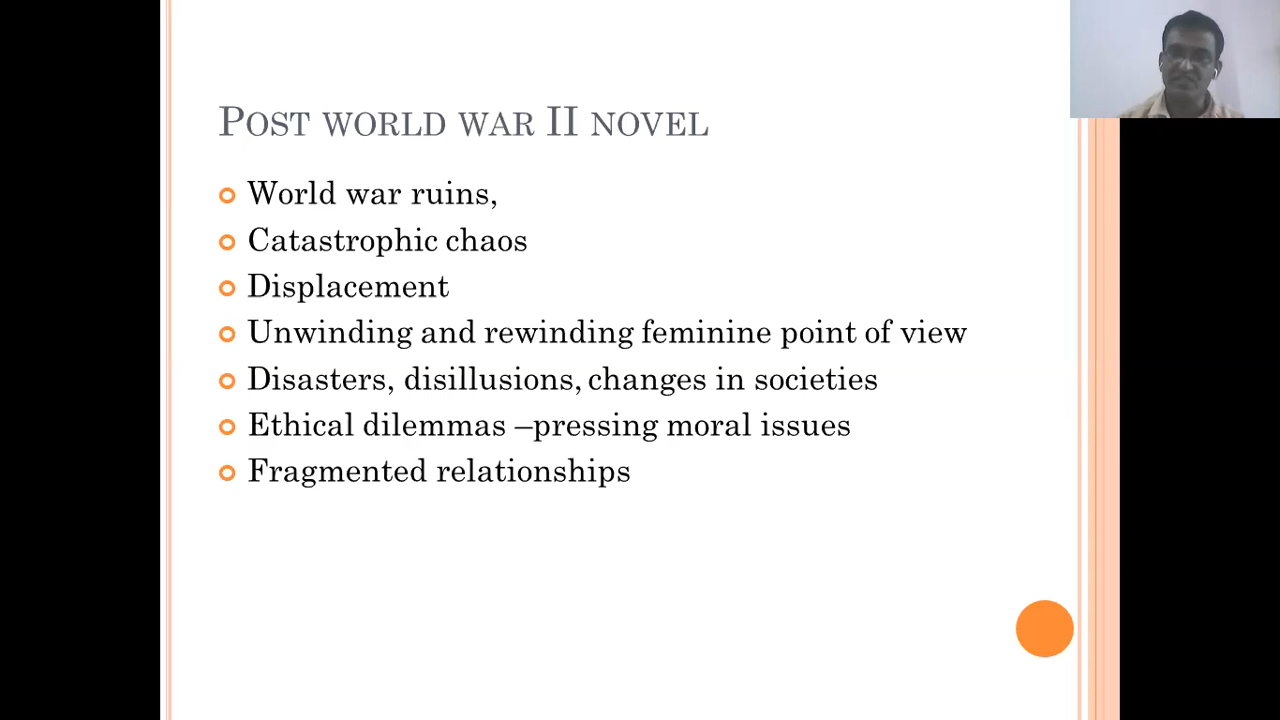 Post world war II novel
World war ruins,
Catastrophic chaos
Displacement
Unwinding and rewinding feminine point of view
Disasters, disillusions, changes in societies
Ethical dilemmas –pressing moral issues
Fragmented relationships